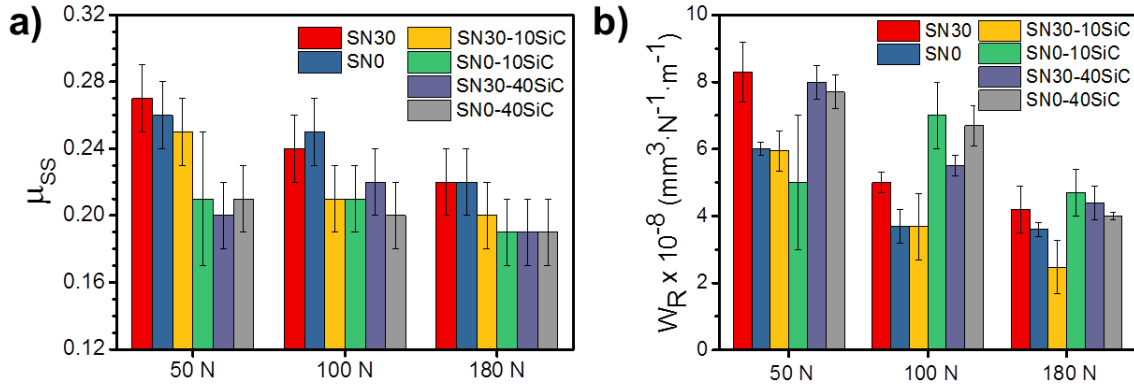 a)
μSS
0.32
0.28
0.24
0.20
0.16
0.12
SN30
SN0
SN30-10SiC
SN0-10SiC
SN30-40SiC
SN0-40SiC
50 N 100 N 180 N
b)
WR x 10-8 (mm3·N-1·m-1)
10
8
6
4
2
0
SN30
SN0
SN30-10SiC
SN0-10SiC
SN30-40SiC
SN0-40SiC
50 N 100 N 180 N